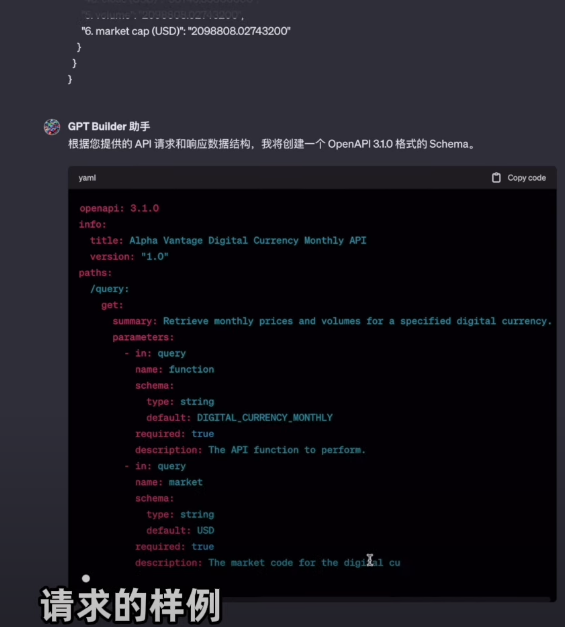 "6. market cap (USD)": "2098808.02743200"
}
}
}
GPT Builder 助手
根据您提供的 API 请求和响应数据结构，我将创建一个 OpenAPI 3.1.0 格式的 Schema。
yaml
Copy code
openapi: 3.1.0
info:
title: Alpha Vantage Digital Currency Monthly API
version: "1.0"
paths:
/query:
get:
summary: Retrieve monthly prices and volumes for a specified digital currency.
parameters:
- in: query
name: function
schema:
type: string
default: DIGITAL_CURRENCY_MONTHLY
required: true
description: The API function to perform.
- in: query
name: market
schema:
type: string
default: USD
required: true
description: The market code for the digital cu
请求的样例